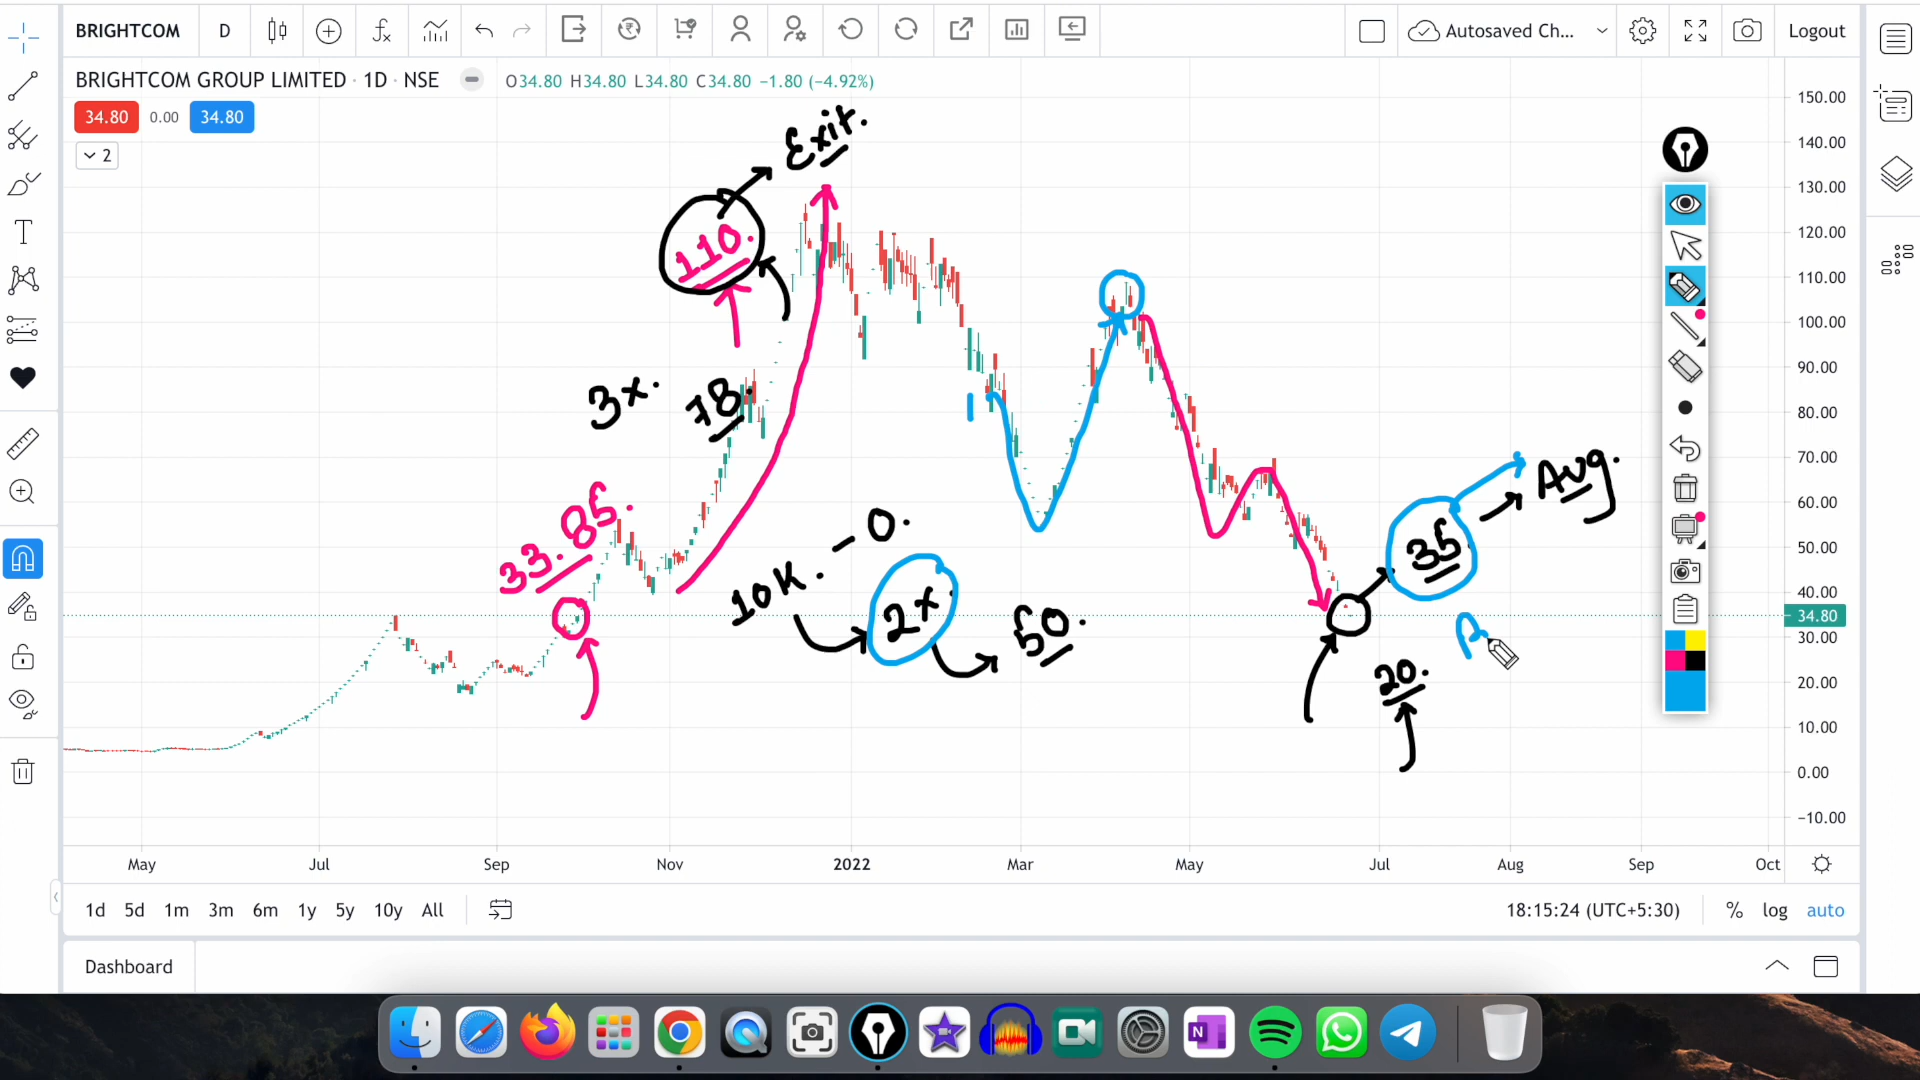 BRIGHTCOM D Autosaved Ch... Logout
BRIGHTCOM GROUP LIMITED · 1D · NSE O34.80 H34.80 L34.80 C34.80 −1.80 (−4.92%)
34.80 0.00 34.80
2
Exit.
110.
3x. 78.
33.85.
10K. - 0.
2x
50.
35
Avg.
20.
150.00
140.00
130.00
120.00
110.00
100.00
90.00
80.00
70.00
60.00
50.00
40.00
34.80
30.00
20.00
10.00
0.00
−10.00
May Jul Sep Nov 2022 Mar May Jul Aug Sep Oct
1d 5d 1m 3m 6m 1y 5y 10y All 18:15:24 (UTC+5:30) % log auto
Dashboard